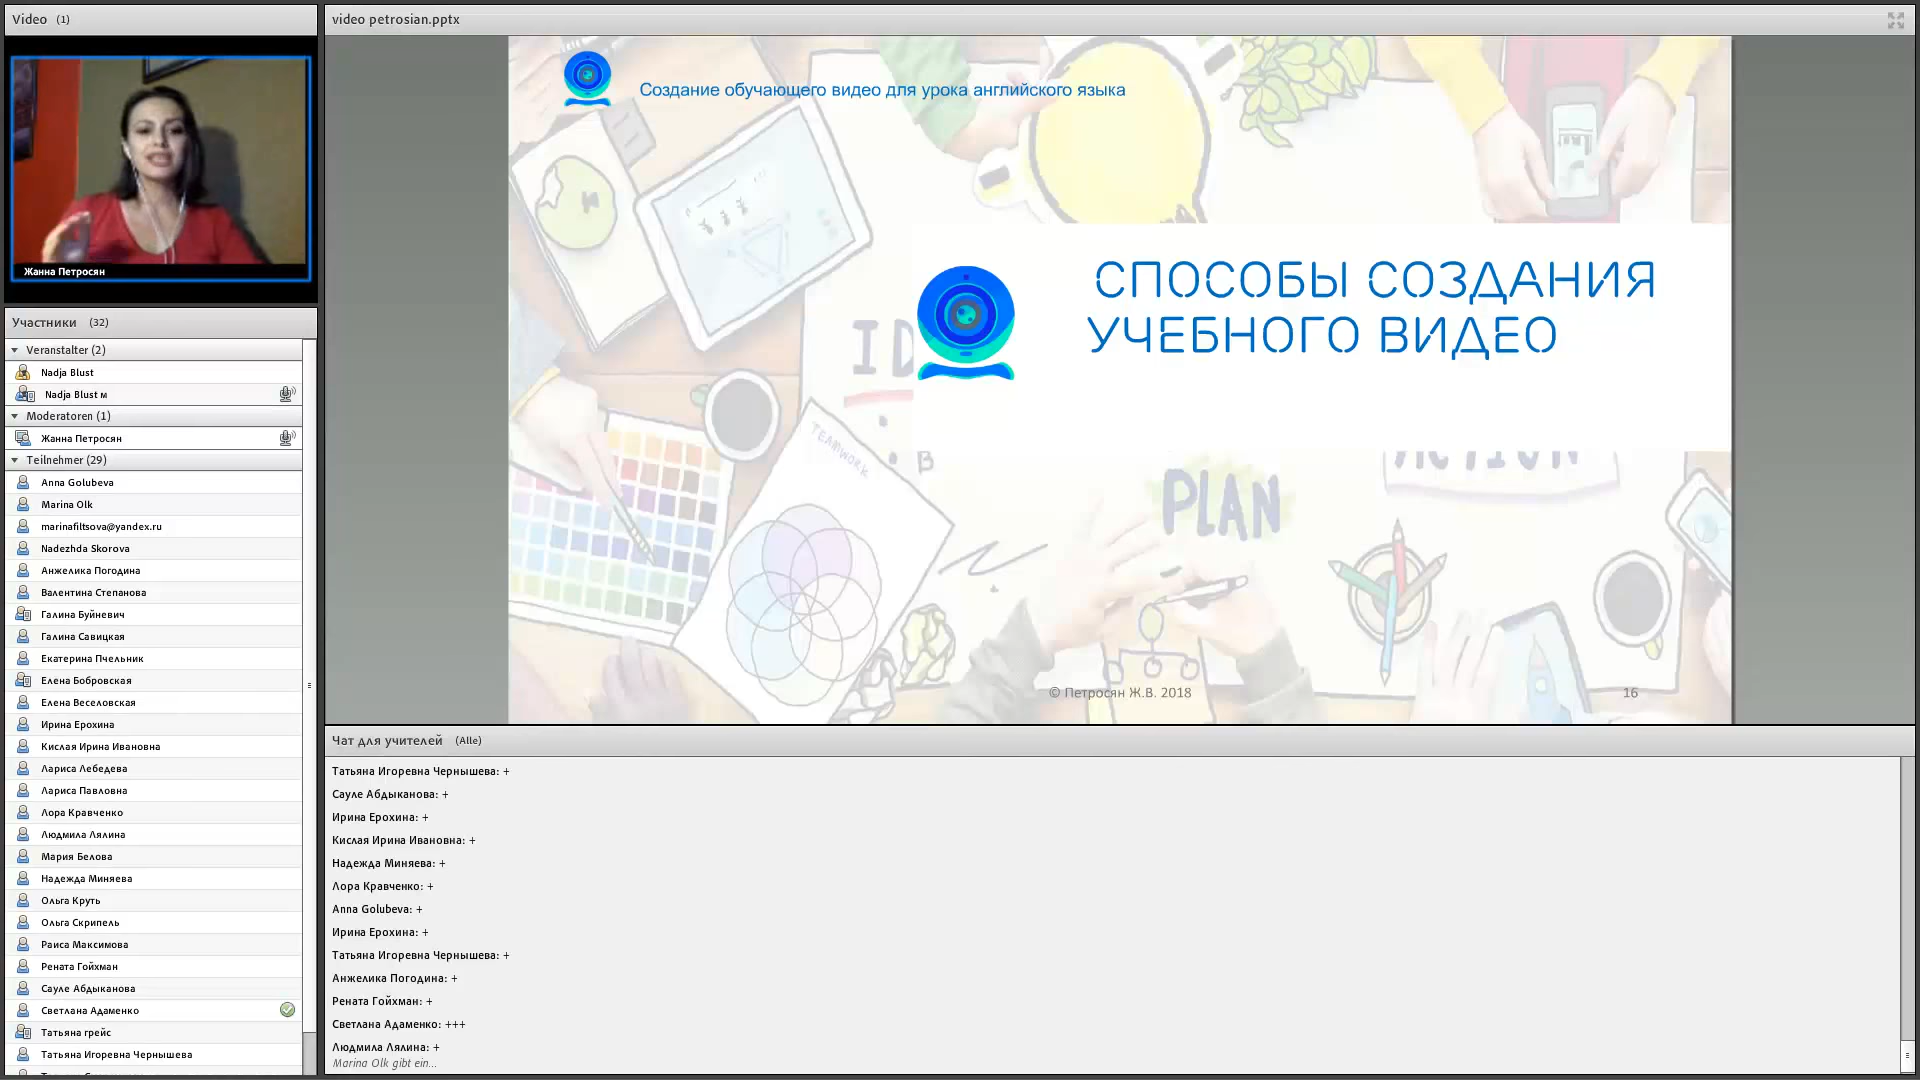 Video (1)
Жанна Петросян
Участники (32)
Veranstalter (2)
Nadja Blust
Nadja Blust м
Moderatoren (1)
Жанна Петросян
Teilnehmer (29)
Anna Golubeva
Marina Olk
marinafiltsova@yandex.ru
Nadezhda Skorova
Анжелика Погодина
Валентина Степанова
Галина Буйневич
Галина Савицкая
Екатерина Пчельник
Елена Бобровская
Елена Веселовская
Ирина Ерохина
Кислая Ирина Ивановна
Лариса Лебедева
Лариса Павловна
Лора Кравченко
Людмила Лялина
Мария Белова
Надежда Миняева
Ольга Круть
Ольга Скрипель
Раиса Максимова
Рената Гойхман
Сауле Абдыканова
Светлана Адаменко
Татьяна грейс
Татьяна Игоревна Чернышева
video petrosian.pptx
Создание обучающего видео для урока английского языка
СПОСОБЫ СОЗДАНИЯ
УЧЕБНОГО ВИДЕО
TEAMWORK
PLAN
ACTION
© Петросян Ж.В. 2018
16
Чат для учителей (Alle)
Татьяна Игоревна Чернышева: +
Сауле Абдыканова: +
Ирина Ерохина: +
Кислая Ирина Ивановна: +
Надежда Миняева: +
Лора Кравченко: +
Anna Golubeva: +
Ирина Ерохина: +
Татьяна Игоревна Чернышева: +
Анжелика Погодина: +
Рената Гойхман: +
Светлана Адаменко: +++
Людмила Лялина: +
Marina Olk gibt ein...